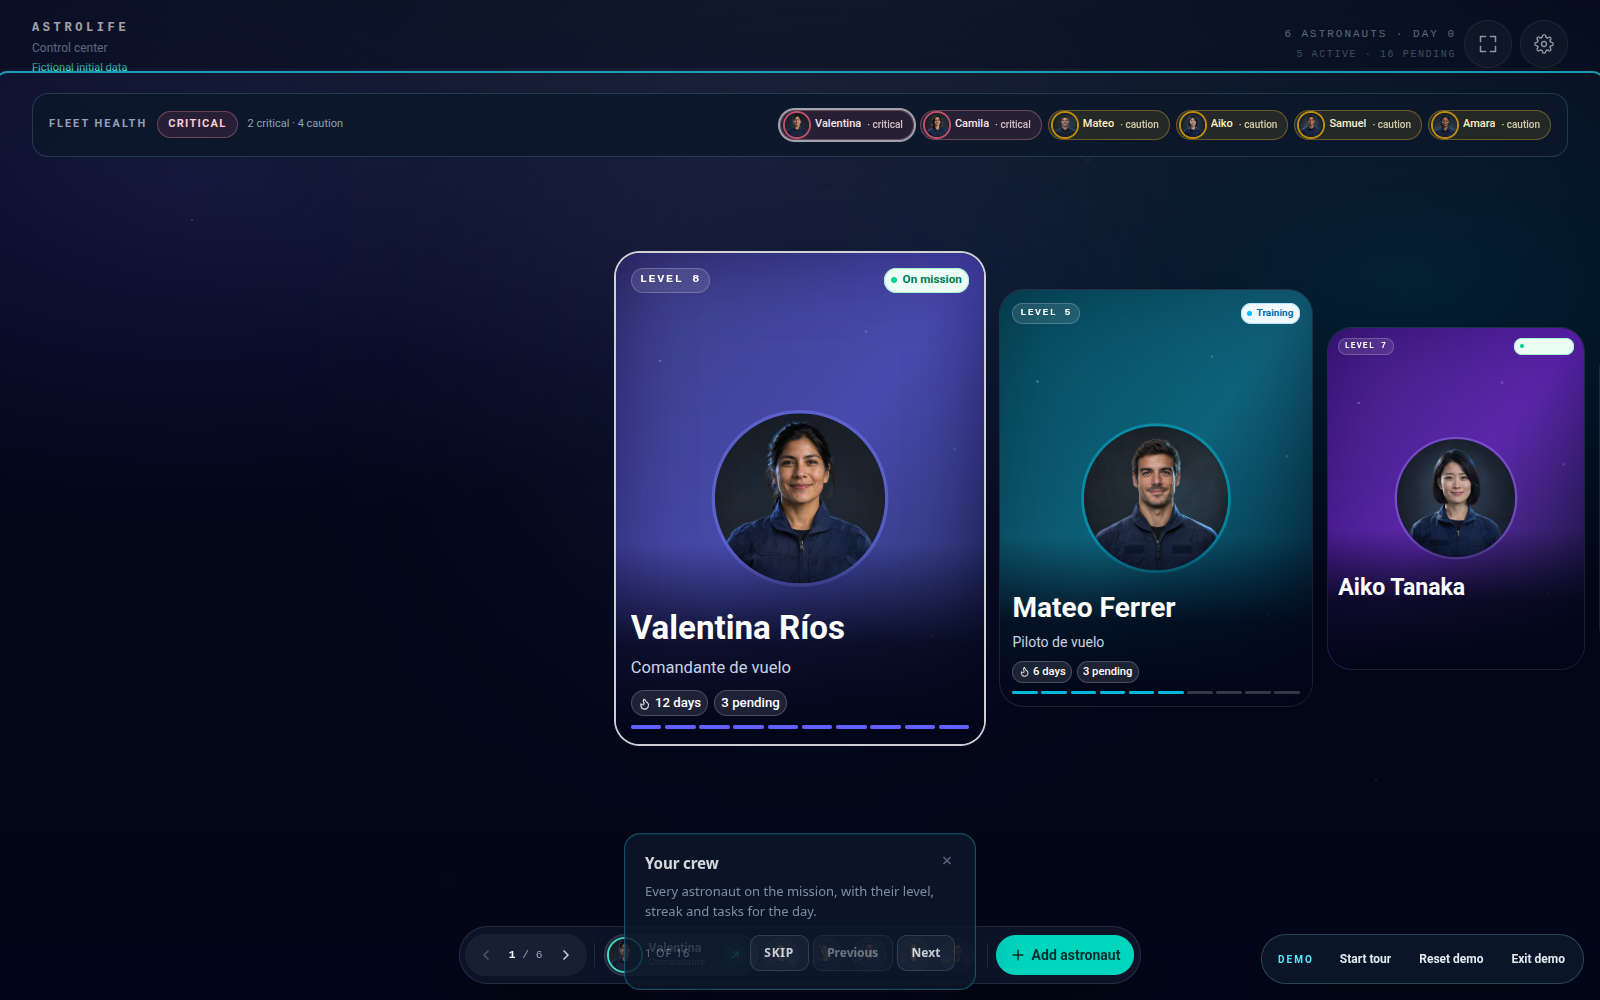 ASTROLIFE
Control center
Fictional initial data
6 ASTRONAUTS · DAY 0
5 ACTIVE · 16 PENDING
FLEET HEALTH
CRITICAL
2 critical · 4 caution
Valentina · critical
Camila · critical
Mateo · caution
Aiko · caution
Samuel · caution
Amara · caution
LEVEL 8
On mission
Valentina Ríos
Comandante de vuelo
12 days
3 pending
LEVEL 5
Training
Mateo Ferrer
Piloto de vuelo
6 days
3 pending
LEVEL 7
Aiko Tanaka
Your crew
Every astronaut on the mission, with their level,
streak and tasks for the day.
1 OF 16
SKIP
Previous
Next
1 / 6
Valentina
Comandante...
Add astronaut
DEMO
Start tour
Reset demo
Exit demo